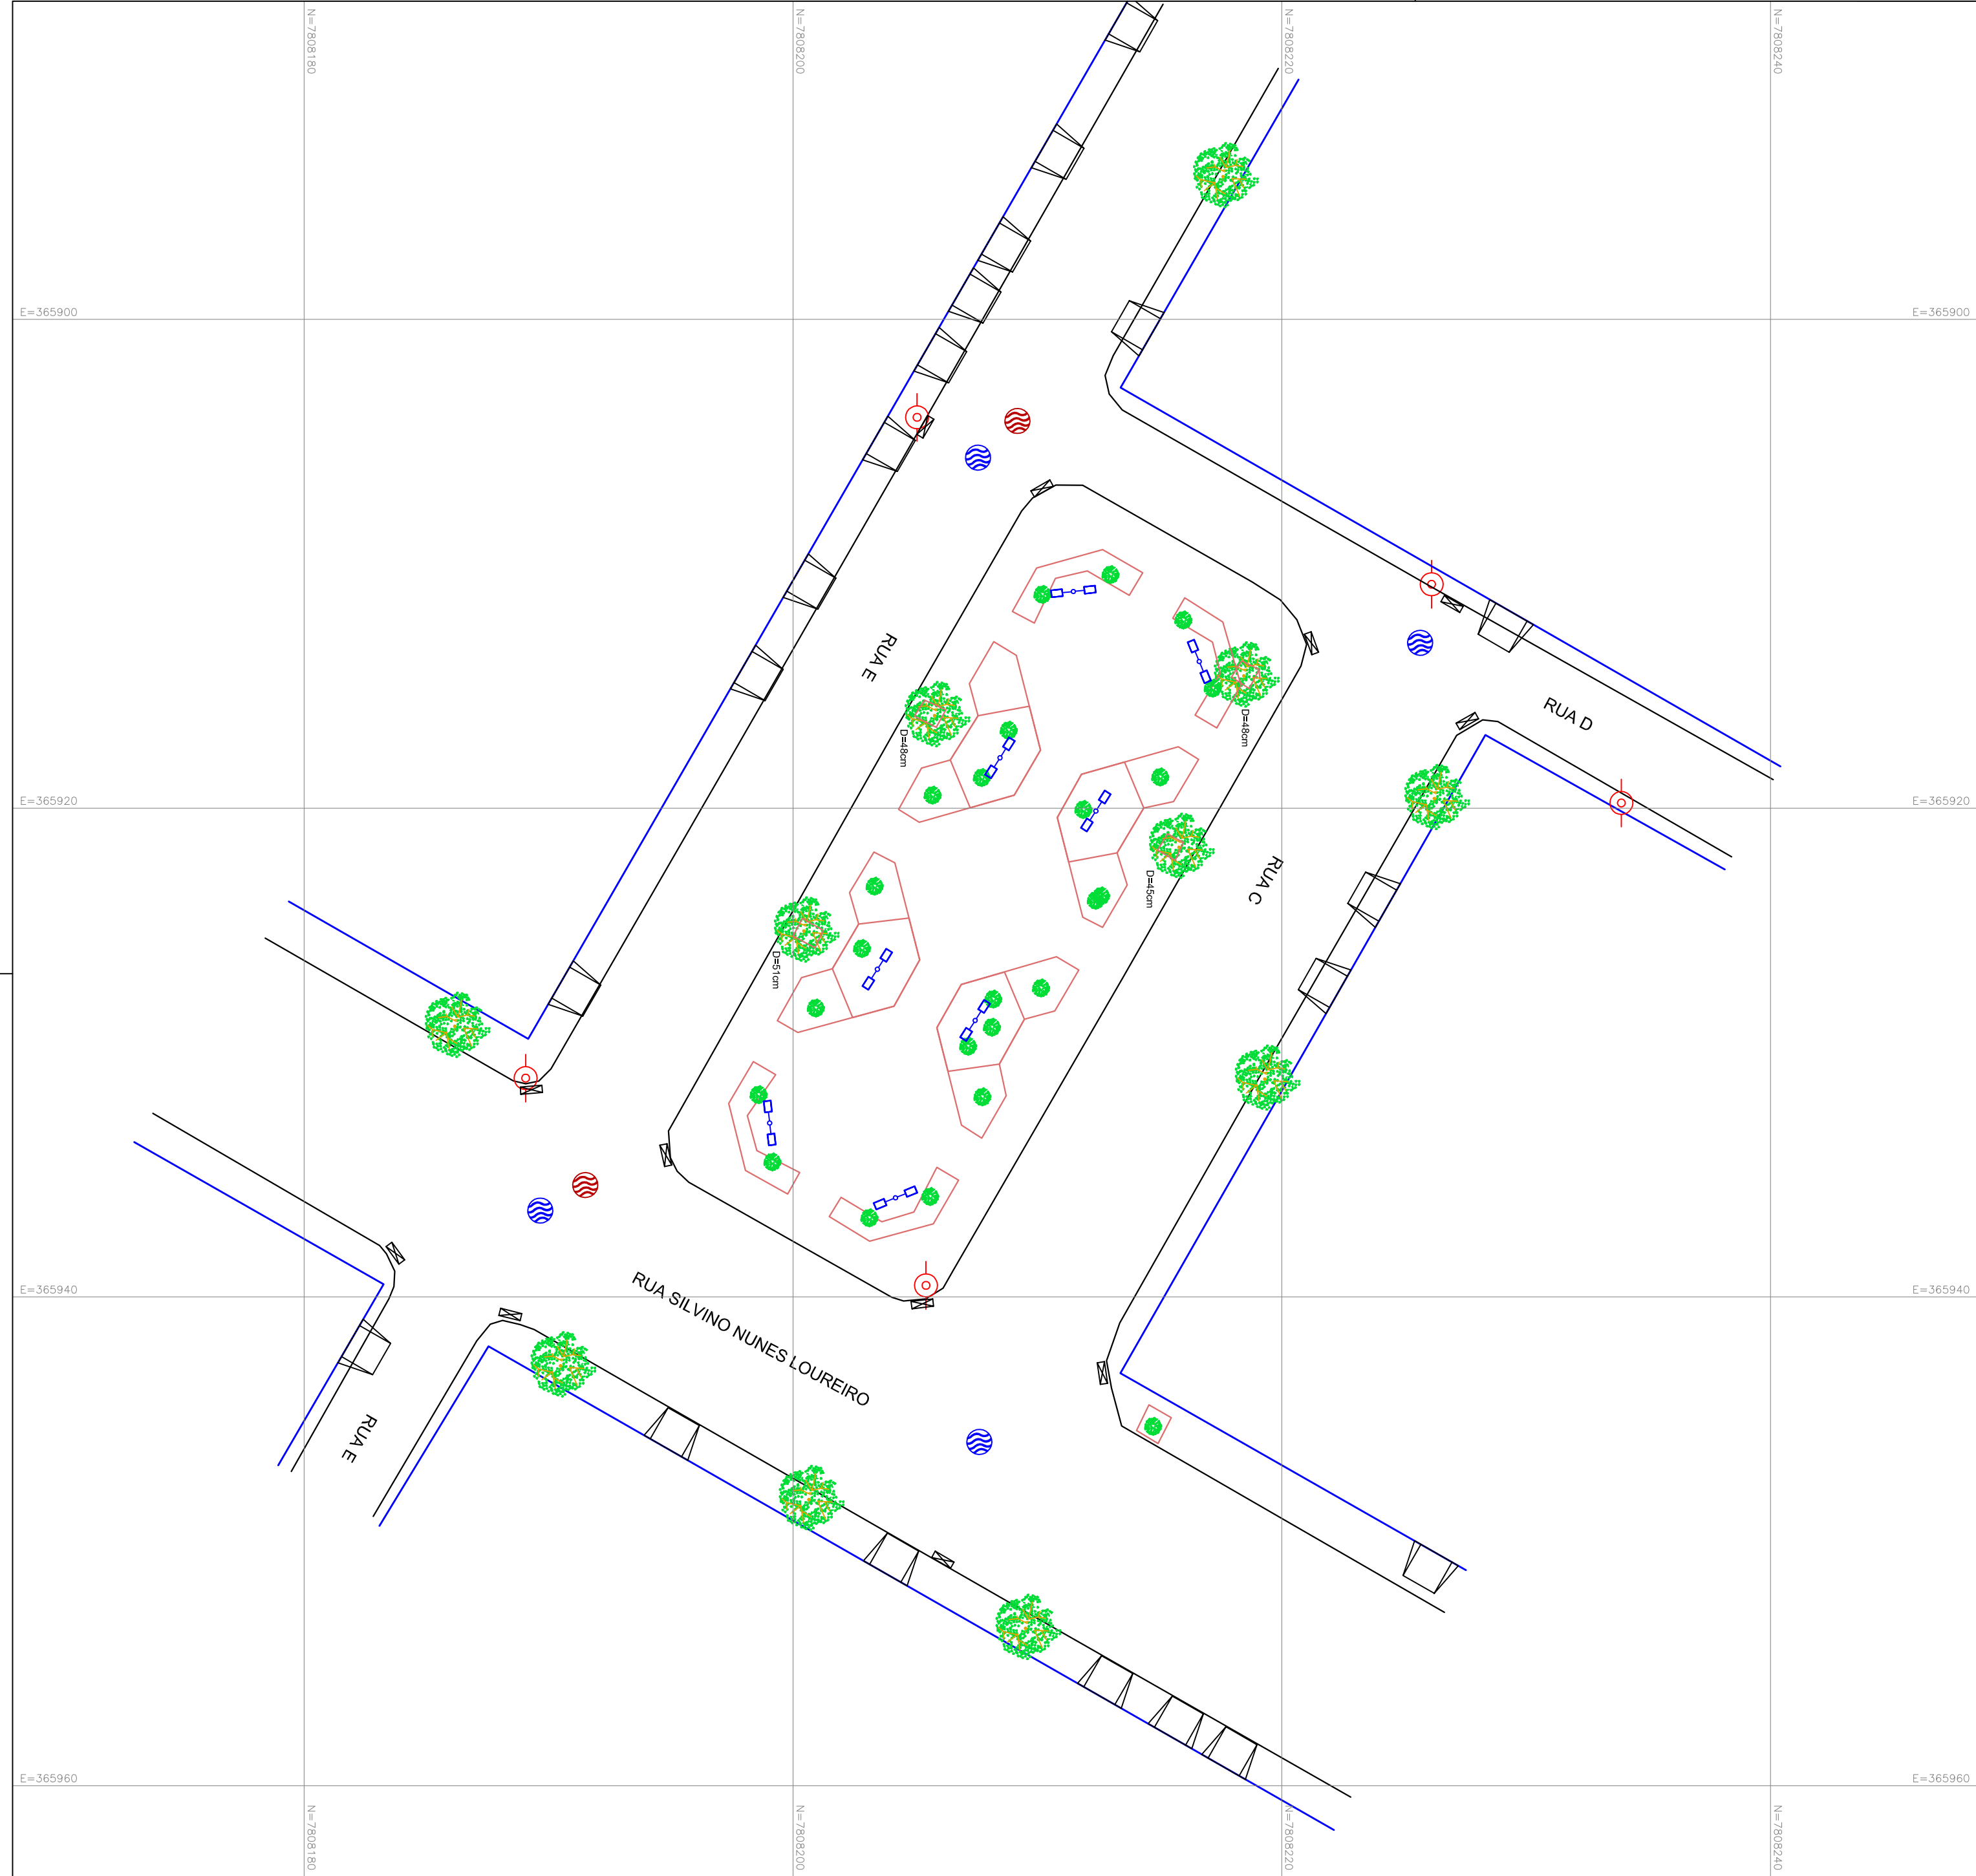 N=7808180
N=7808200
N=7808220
N=7808240
E=365900
E=365900
RUA E
RUA D
D=48cm
D=48cm
E=365920
E=365920
RUA C
D=45cm
D=51cm
RUA SILVINO NUNES LOUREIRO
E=365940
E=365940
RUA E
E=365960
E=365960
N=7808180
N=7808200
N=7808220
N=7808240